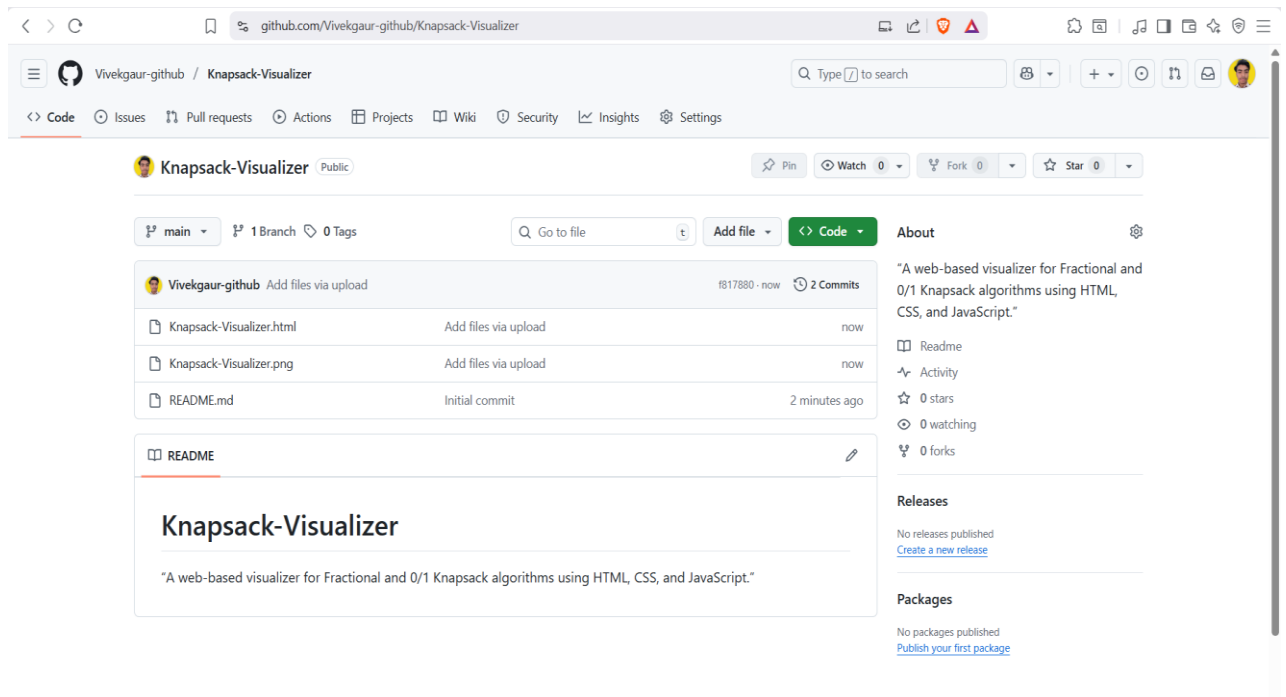 github.com/Vivekgaur-github/Knapsack-Visualizer
Vivekgaur-github / Knapsack-Visualizer
Type / to search
Code Issues Pull requests Actions Projects Wiki Security Insights Settings
Knapsack-Visualizer Public
Pin Watch 0 Fork 0 Star 0
main 1 Branch 0 Tags Go to file t Add file Code
Vivekgaur-github Add files via upload f817880 · now 2 Commits
Knapsack-Visualizer.html Add files via upload now
Knapsack-Visualizer.png Add files via upload now
README.md Initial commit 2 minutes ago
README
Knapsack-Visualizer
“A web-based visualizer for Fractional and 0/1 Knapsack algorithms using HTML, CSS, and JavaScript.”
About
“A web-based visualizer for Fractional and
0/1 Knapsack algorithms using HTML,
CSS, and JavaScript.”
Readme
Activity
0 stars
0 watching
0 forks
Releases
No releases published
Create a new release
Packages
No packages published
Publish your first package